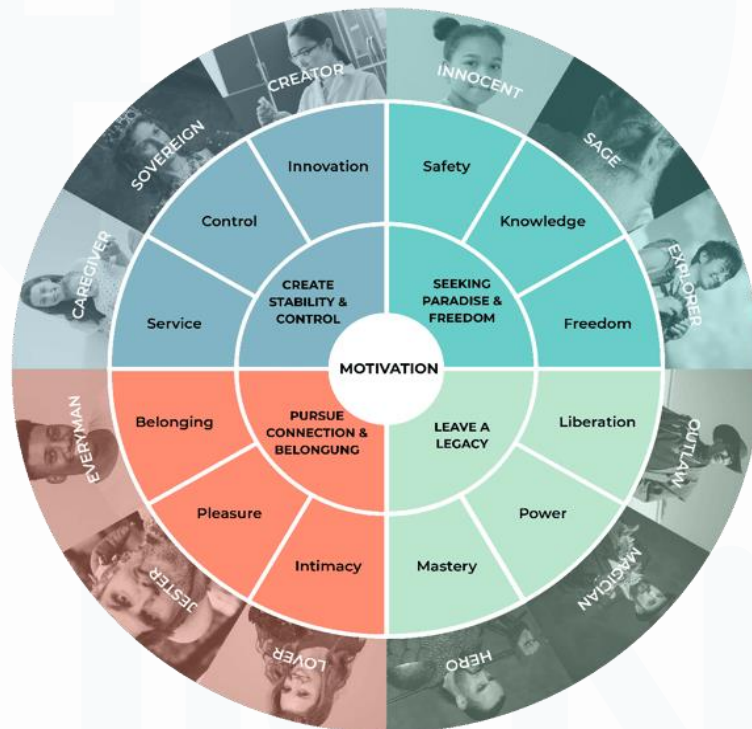 CREATOR
INNOCENT
SOVEREIGN
SAGE
CAREGIVER
EXPLORER
Innovation
Safety
Control
Knowledge
Service
Freedom
CREATE
STABILITY &
CONTROL
SEEKING
PARADISE &
FREEDOM
MOTIVATION
PURSUE
CONNECTION &
BELONGUNG
LEAVE A
LEGACY
Belonging
Liberation
Pleasure
Power
Intimacy
Mastery
EVERYMAN
OUTLAW
JESTER
MAGICIAN
LOVER
HERO